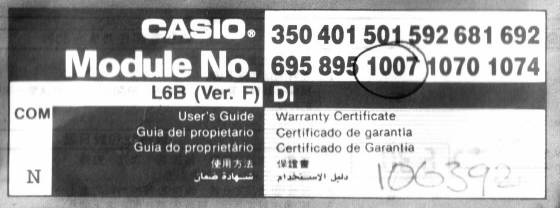 CASIO®
Module No.
350 401 501 592 681 692
695 895 1007 1070 1074
L6B (Ver. F)
DI
COM
N
User's Guide
Guia del propietario
Guia do proprietário
使用方法
شهادة ضمان
Warranty Certificate
Certificado de garantia
Certificado de Garantia
保證書
دليل الاستخدام
106392